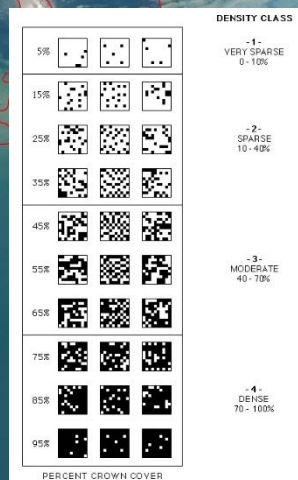 DENSITY CLASS
5%
- 1 -
VERY SPARSE
0 - 10%
15%
25%
35%
- 2 -
SPARSE
10 - 40%
45%
55%
65%
- 3 -
MODERATE
40 - 70%
75%
85%
95%
- 4 -
DENSE
70 - 100%
PERCENT CROWN COVER